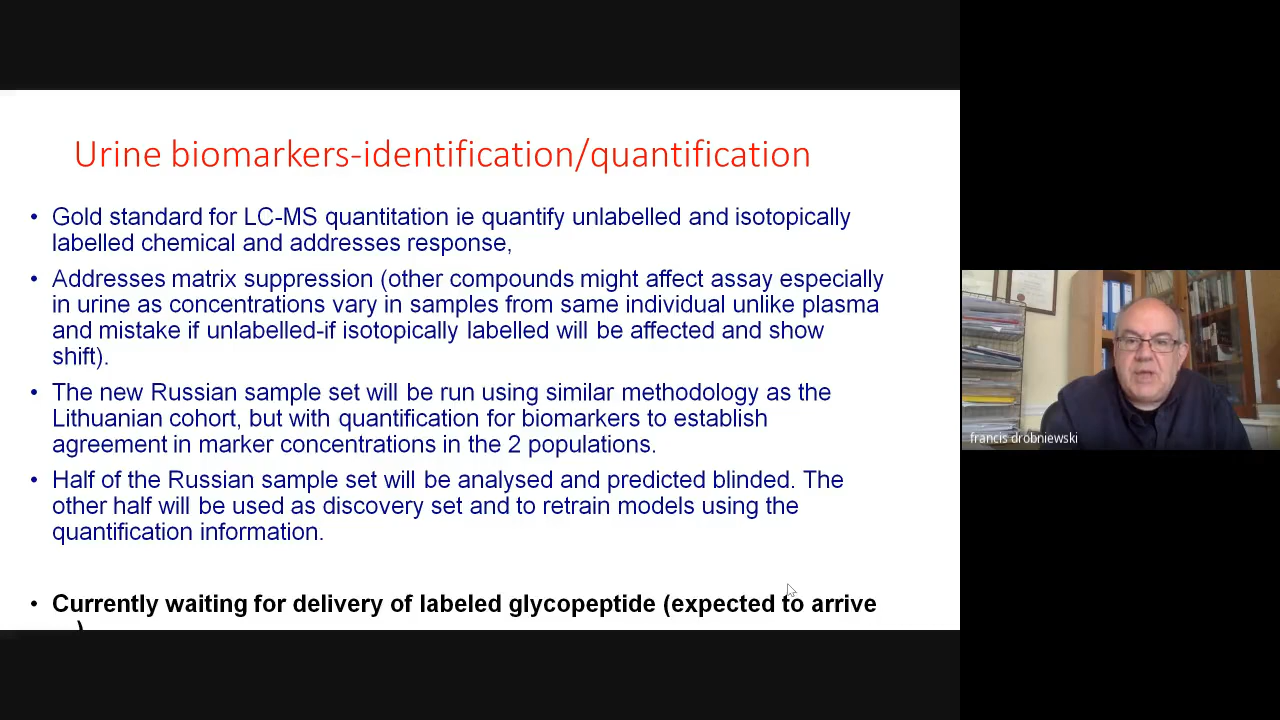 Urine biomarkers-identification/quantification
• Gold standard for LC-MS quantitation ie quantify unlabelled and isotopically
labelled chemical and addresses response,
• Addresses matrix suppression (other compounds might affect assay especially
in urine as concentrations vary in samples from same individual unlike plasma
and mistake if unlabelled-if isotopically labelled will be affected and show
shift).
• The new Russian sample set will be run using similar methodology as the
Lithuanian cohort, but with quantification for biomarkers to establish
agreement in marker concentrations in the 2 populations.
• Half of the Russian sample set will be analysed and predicted blinded. The
other half will be used as discovery set and to retrain models using the
quantification information.
• Currently waiting for delivery of labeled glycopeptide (expected to arrive
francis drobniewski